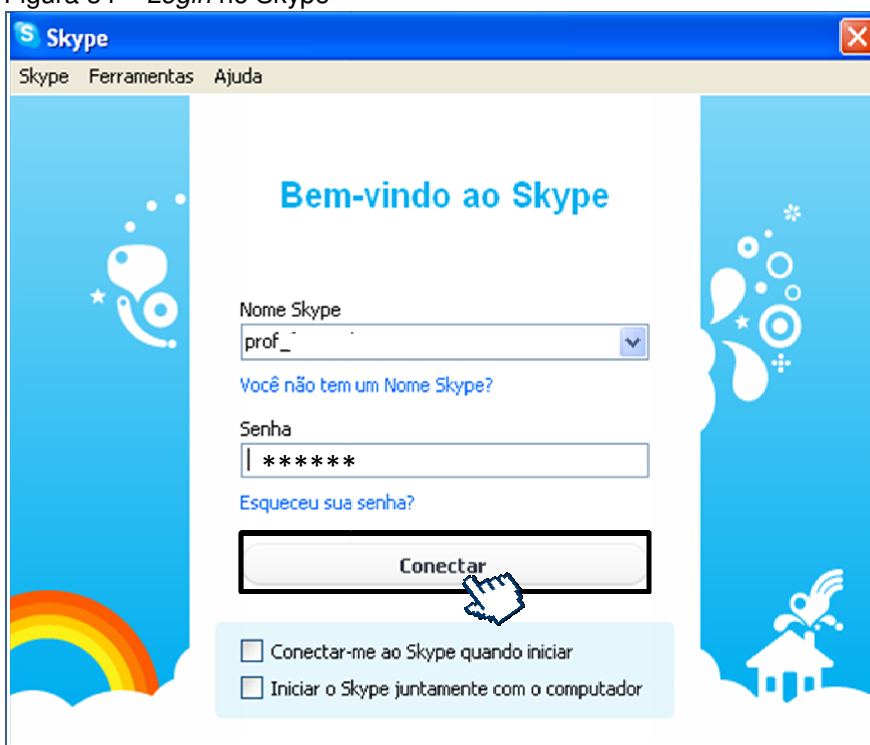 Skype
Skype Ferramentas Ajuda
Bem-vindo ao Skype
Nome Skype
prof_
Você não tem um Nome Skype?
Senha
******
Esqueceu sua senha?
Conectar
Conectar-me ao Skype quando iniciar
Iniciar o Skype juntamente com o computador